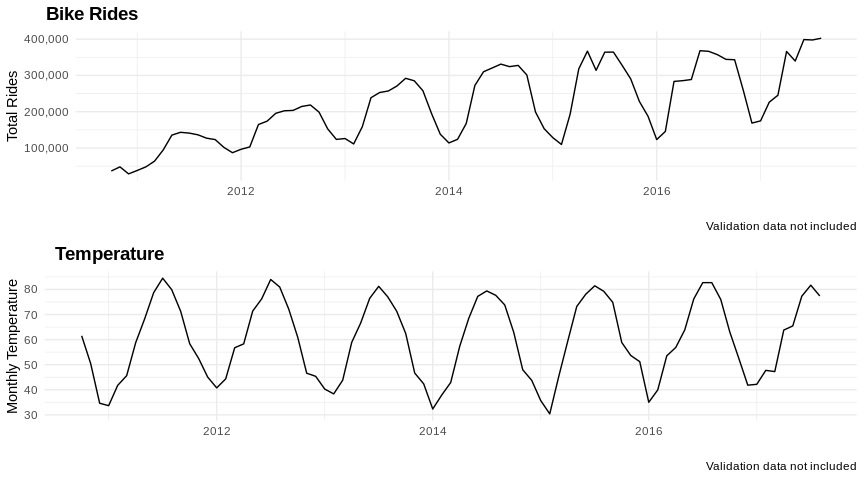 Bike Rides
Total Rides
400,000
300,000
200,000
100,000
2012
2014
2016
Validation data not included
Temperature
Monthly Temperature
80
70
60
50
40
30
2012
2014
2016
Validation data not included